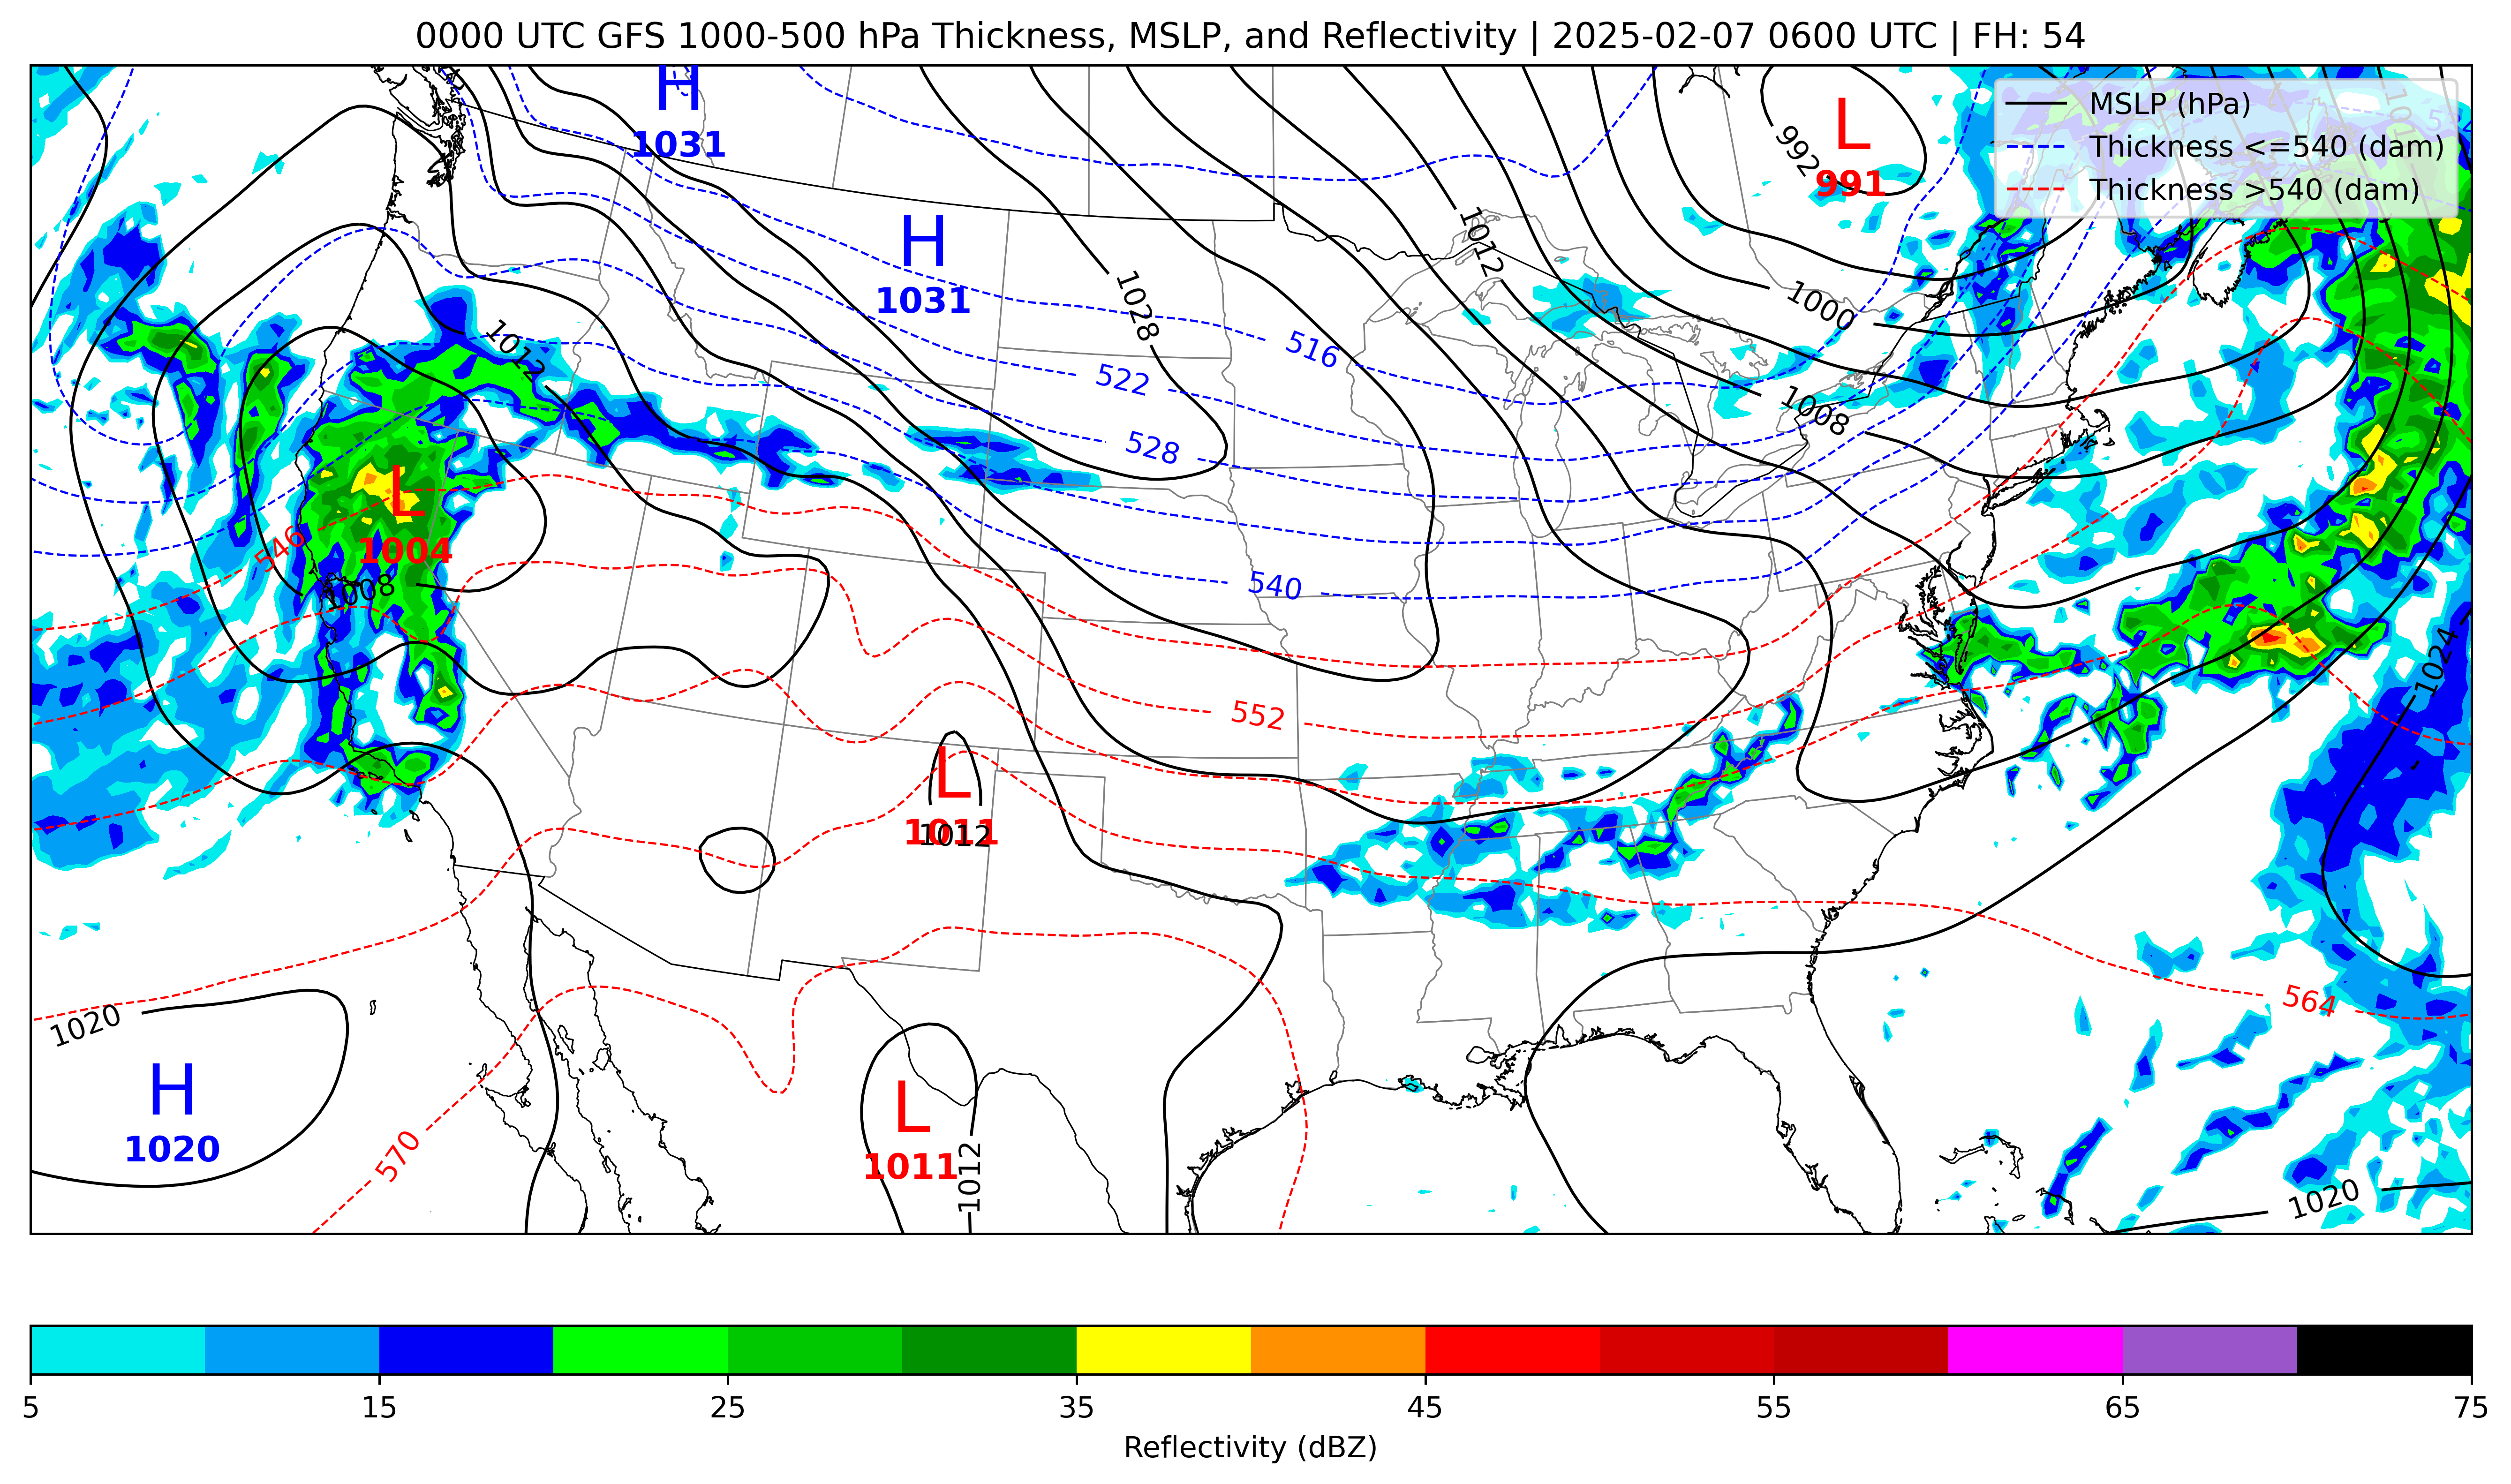 0000 UTC GFS 1000-500 hPa Thickness, MSLP, and Reflectivity | 2025-02-07 0600 UTC | FH: 54
MSLP (hPa)
Thickness <=540 (dam)
Thickness >540 (dam)
H
1031
L
991
992
H
1031
1012
1028
1000
516
1012
522
1008
528
L
1004
546
1008
540
1024
552
L
1011
1012
564
1020
H
1020
570
L
1011
1012
1020
5 15 25 35 45 55 65 75
Reflectivity (dBZ)